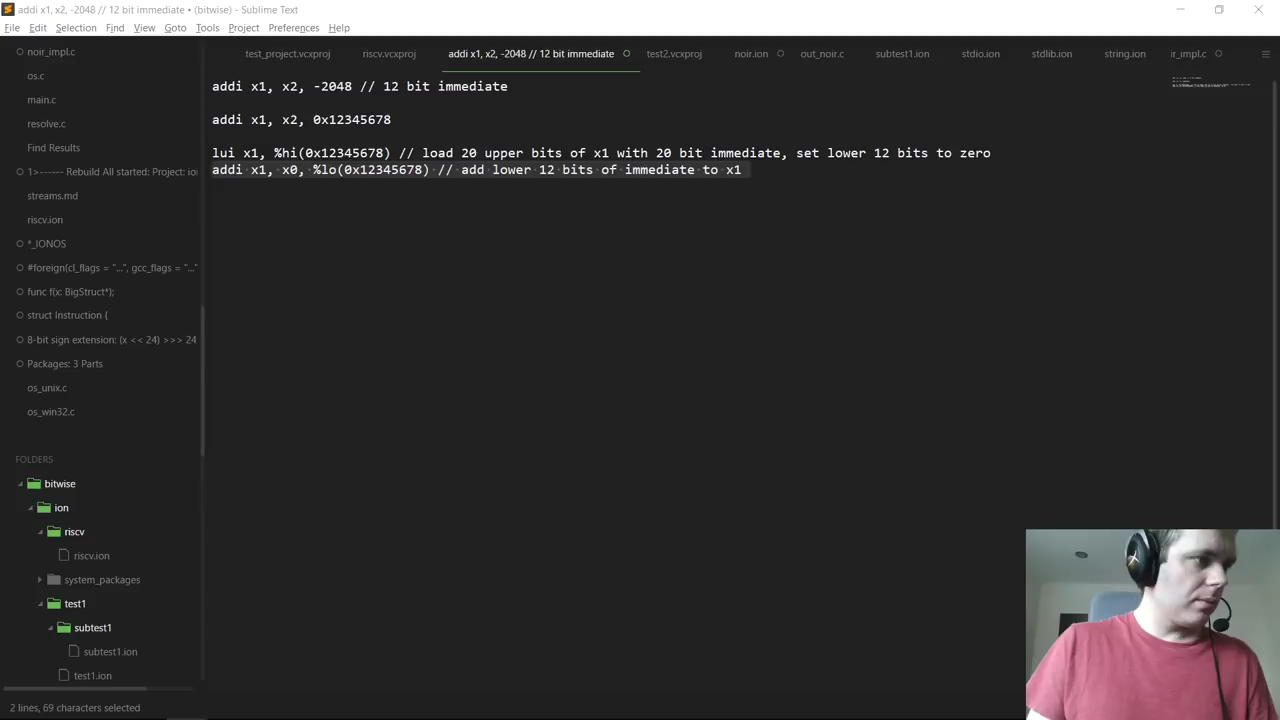 addi x1, x2, -2048 // 12 bit immediate • (bitwise) - Sublime Text
File Edit Selection Find View Goto Tools Project Preferences Help
test_project.vcxproj riscv.vcxproj addi x1, x2, -2048 // 12 bit immediate test2.vcxproj noir.ion out_noir.c subtest1.ion stdio.ion stdlib.ion string.ion ir_impl.c
noir_impl.c
os.c
main.c
resolve.c
Find Results
1>------ Rebuild All started: Project: ion
streams.md
riscv.ion
*_IONOS
#foreign(cl_flags = "...", gcc_flags = "..."
func f(x: BigStruct*);
struct Instruction {
8-bit sign extension: (x << 24) >>> 24
Packages: 3 Parts
os_unix.c
os_win32.c
FOLDERS
bitwise
ion
riscv
riscv.ion
system_packages
test1
subtest1
subtest1.ion
test1.ion
addi x1, x2, -2048 // 12 bit immediate
addi x1, x2, 0x12345678
lui x1, %hi(0x12345678) // load 20 upper bits of x1 with 20 bit immediate, set lower 12 bits to zero
addi x1, x0, %lo(0x12345678) // add lower 12 bits of immediate to x1
2 lines, 69 characters selected